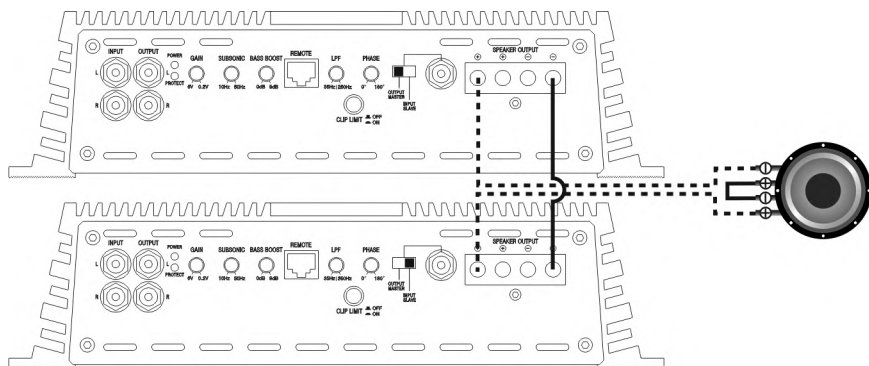 INPUT OUTPUT POWER GAIN SUBSONIC BASS BOOST REMOTE LPF PHASE SPEAKER OUTPUT
L L PROTECT
6V 0.2V 10Hz 50Hz 0dB 9dB 35Hz 250Hz 0° 180°
R R
OUTPUT MASTER
INPUT SLAVE
CLIP LIMIT OFF
ON
INPUT OUTPUT POWER GAIN SUBSONIC BASS BOOST REMOTE LPF PHASE SPEAKER OUTPUT
L L PROTECT
6V 0.2V 10Hz 50Hz 0dB 9dB 35Hz 250Hz 0° 180°
R R
OUTPUT MASTER
INPUT SLAVE
CLIP LIMIT OFF
ON